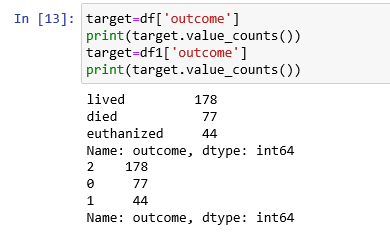 In [13]: target=df['outcome']
print(target.value_counts())
target=df1['outcome']
print(target.value_counts())
lived 178
died 77
euthanized 44
Name: outcome, dtype: int64
2 178
0 77
1 44
Name: outcome, dtype: int64